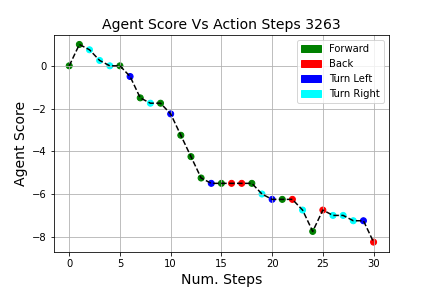 Agent Score Vs Action Steps 3263
Forward
Back
Turn Left
Turn Right
Agent Score
0
−2
−4
−6
−8
0 5 10 15 20 25 30
Num. Steps